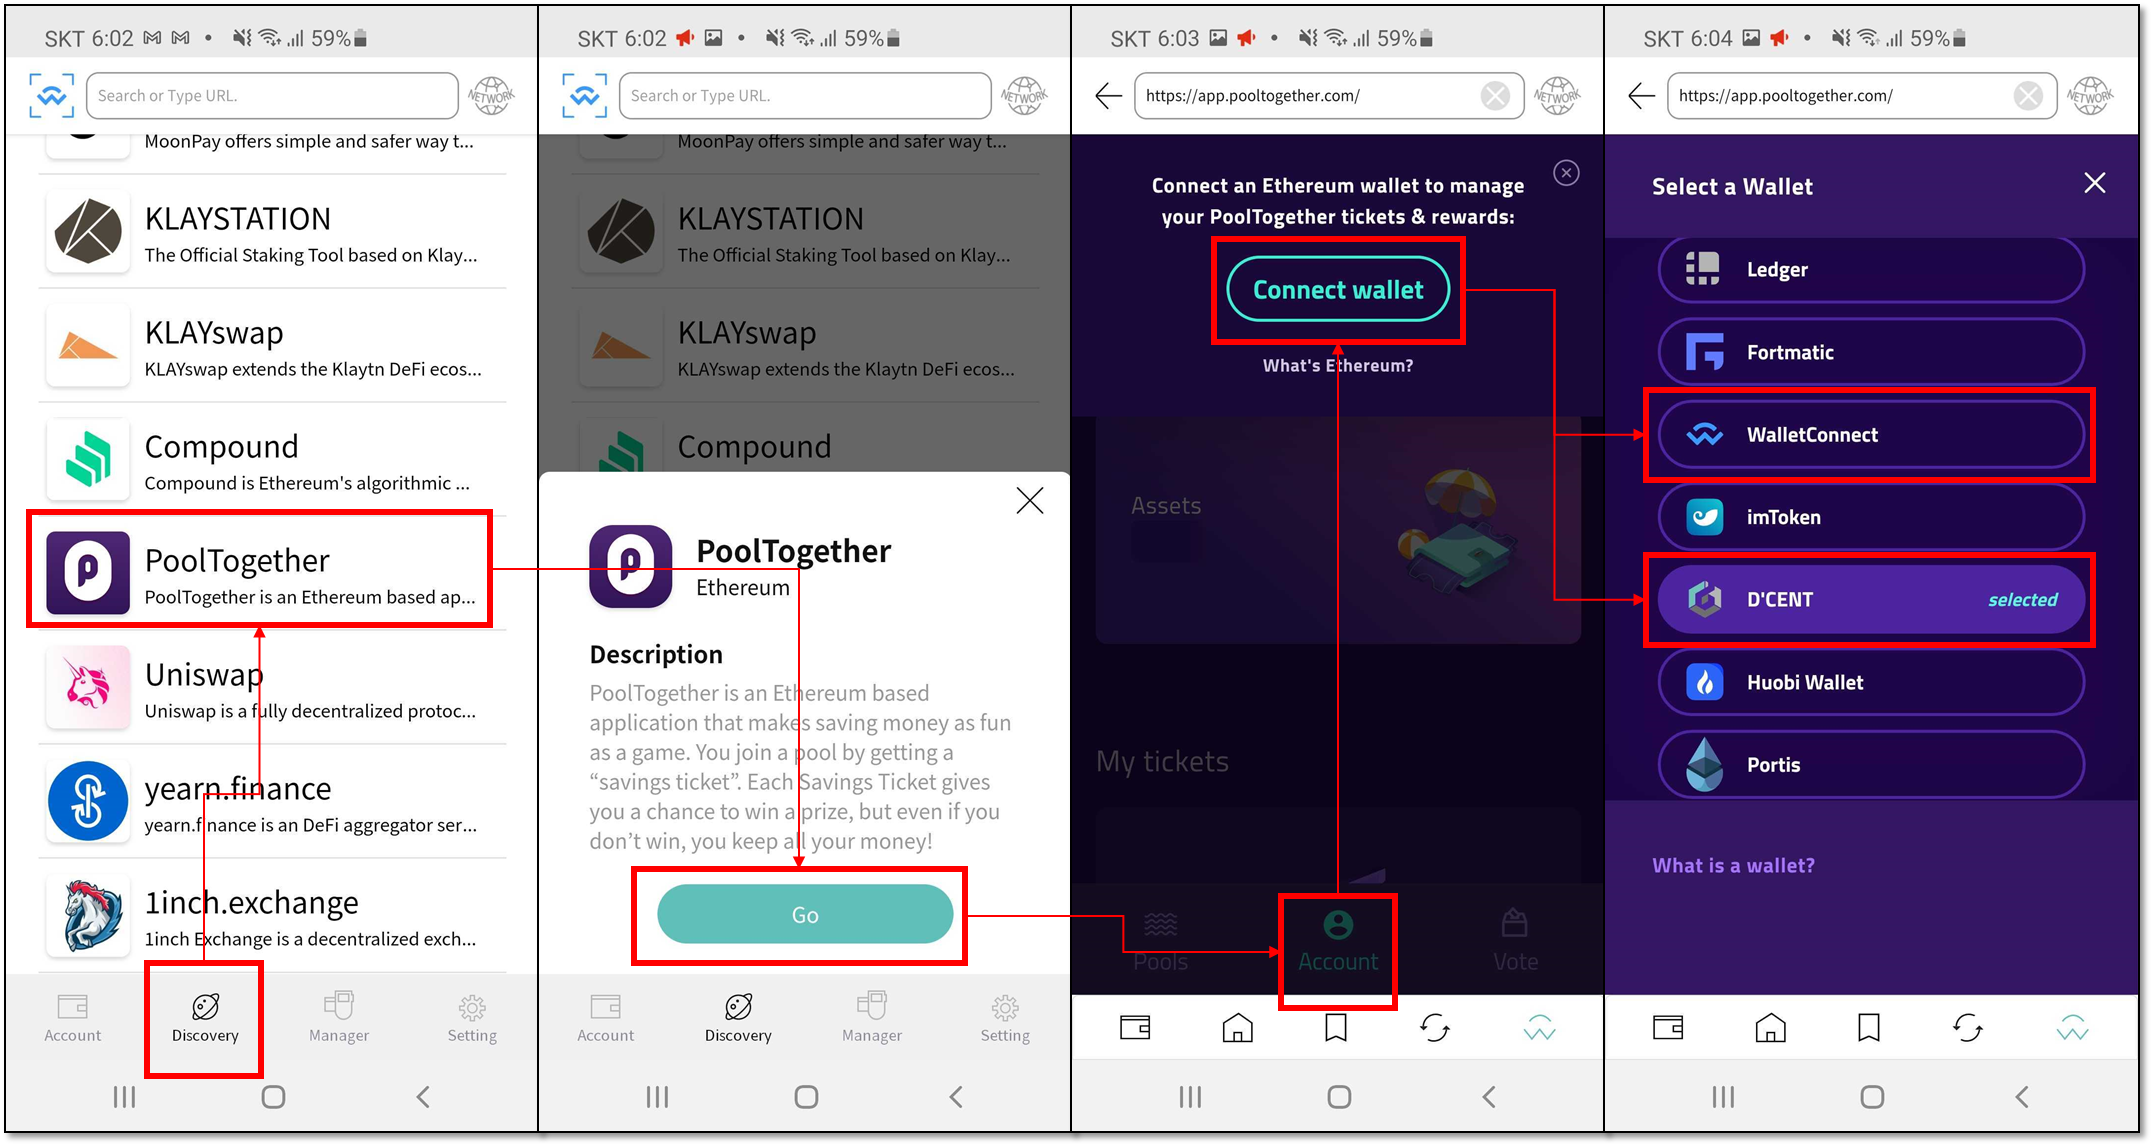 SKT 6:02 59%
Search or Type URL.
NETWORK
MoonPay offers simple and safer way t...
KLAYSTATION
The Official Staking Tool based on Klay...
KLAYswap
KLAYswap extends the Klaytn DeFi ecos...
Compound
Compound is Ethereum's algorithmic ...
PoolTogether
PoolTogether is an Ethereum based ap...
Uniswap
Uniswap is a fully decentralized protoc...
yearn.finance
yearn.finance is an DeFi aggregator ser...
1inch.exchange
1inch Exchange is a decentralized exch...
Account
Discovery
Manager
Setting
SKT 6:02 59%
Search or Type URL.
NETWORK
MoonPay offers simple and safer way t...
KLAYSTATION
The Official Staking Tool based on Klay...
KLAYswap
KLAYswap extends the Klaytn DeFi ecos...
Compound
PoolTogether
Ethereum
Description
PoolTogether is an Ethereum based
application that makes saving money as fun
as a game. You join a pool by getting a
“savings ticket”. Each Savings Ticket gives
you a chance to win a prize, but even if you
don’t win, you keep all your money!
Go
Account
Discovery
Manager
Setting
SKT 6:03 59%
https://app.pooltogether.com/
NETWORK
Connect an Ethereum wallet to manage
your PoolTogether tickets & rewards:
Connect wallet
What's Ethereum?
Assets
My tickets
Pools
Account
Vote
SKT 6:04 59%
https://app.pooltogether.com/
NETWORK
Select a Wallet
Ledger
Fortmatic
WalletConnect
imToken
D'CENT selected
Huobi Wallet
Portis
What is a wallet?